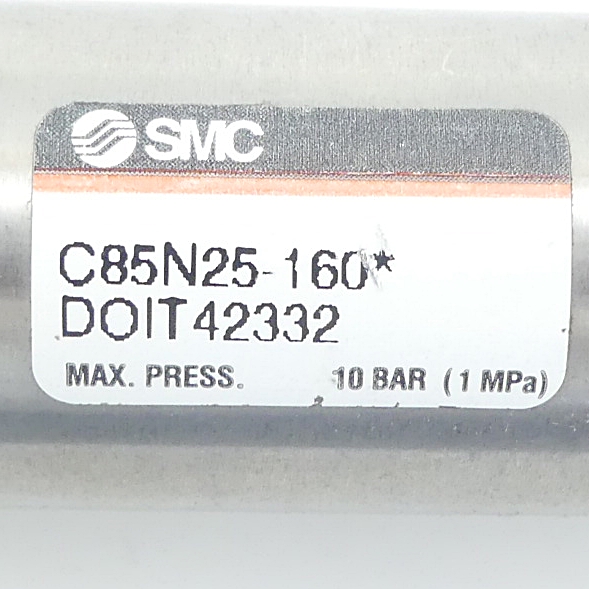 SMC
C85N25-160*
DOIT42332
MAX. PRESS. 10 BAR (1 MPa)